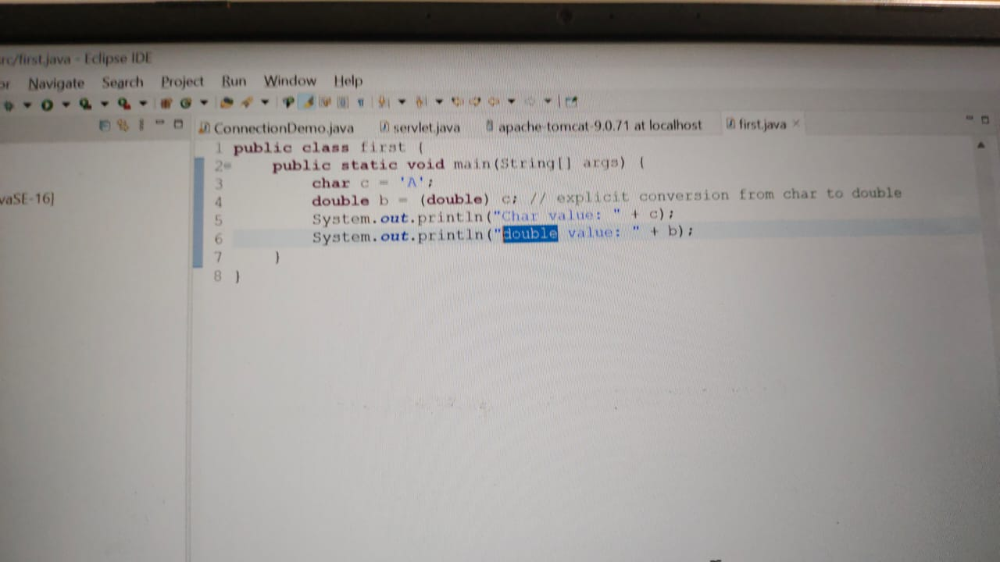 rc/first.java - Eclipse IDE
or Navigate Search Project Run Window Help
ConnectionDemo.java servlet.java apache-tomcat-9.0.71 at localhost first.java
1 public class first {
2 public static void main(String[] args) {
3 char c = 'A';
vaSE-16]
4 double b = (double) c; // explicit conversion from char to double
5 System.out.println("Char value: " + c);
6 System.out.println("double value: " + b);
7 }
8 }